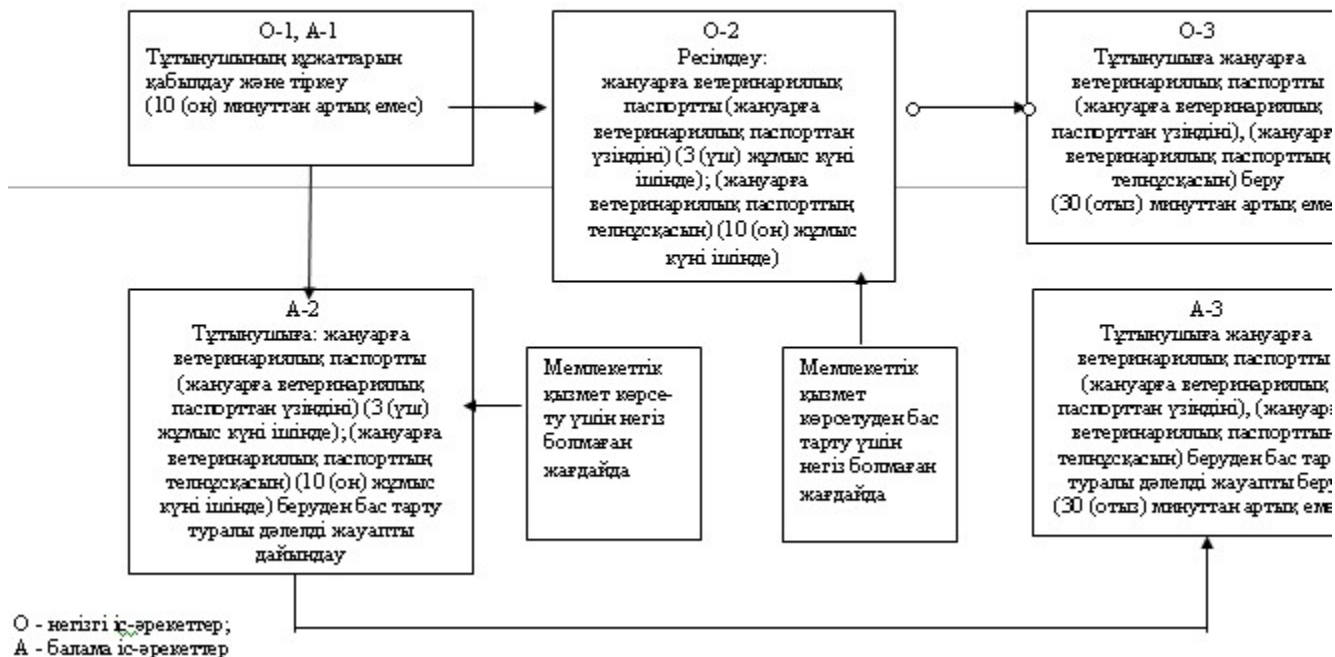 О-1, А-1
Тұтынушының құжаттарын
қабылдау және тіркеу
(10 (он) минуттан артық емес)
О-2
Ресімдеу:
жануарға ветеринариялық
паспортты (жануарға
ветеринариялық паспорттан
үзіндіні) (3 (үш) жұмыс күні
ішінде); (жануарға
ветеринариялық паспорттың
телнұсқасын) (10 (он) жұмыс
күні ішінде)
О-3
Тұтынушыға жануарға
ветеринариялық паспортты
(жануарға ветеринариялық
паспорттан үзіндіні), (жануарға
ветеринариялық паспорттың
телнұсқасын) беру
(30 (отыз) минуттан артық
А-2
Тұтынушыға: жануарға
ветеринариялық паспортты
(жануарға ветеринариялық
паспорттан үзіндіні) (3 (үш)
жұмыс күні ішінде); (жануарға
ветеринариялық паспорттың
телнұсқасын) (10 (он) жұмыс
күні ішінде) беруден бас тарту
туралы дәлелді жауапты
дайындау
Мемлекеттік
қызмет көрсе-
ту үшін негіз
болмаған
жағдайда
Мемлекеттік
қызмет
көрсетуден бас
тарту үшін
негіз болмаған
жағдайда
А-3
Тұтынушыға жануарға
ветеринариялық паспортты
(жануарға ветеринариялық
паспорттан үзіндіні),
ветеринариялық паспорттың
телнұсқасын) беруден бас
туралы дәлелді жауапты беру
(30 (отыз) минуттан артық
О - негізгі іс-әрекеттер;
А - балама іс-әрекеттер